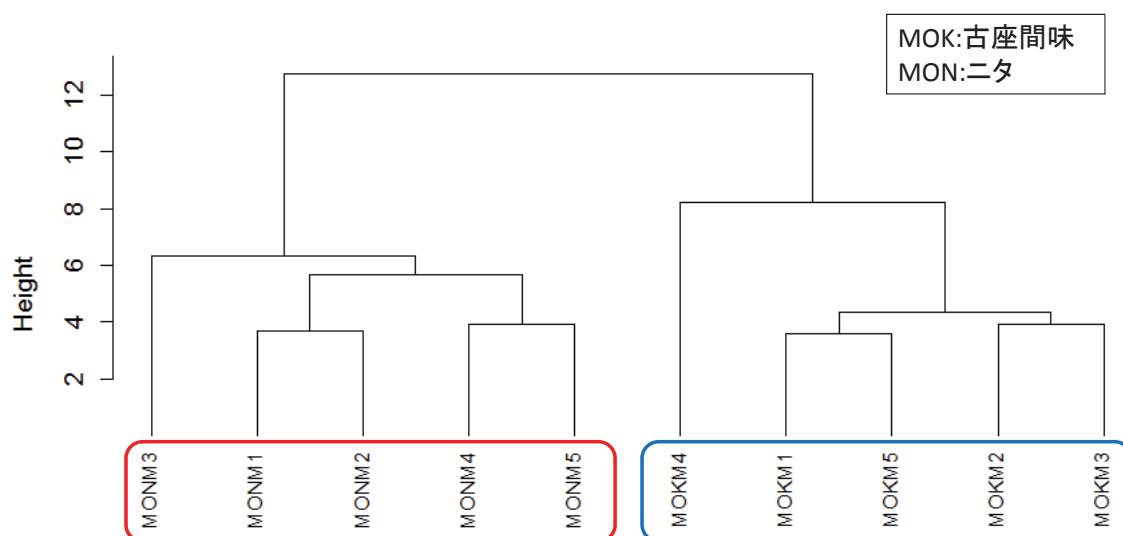 MOK:古座間味
MON:ニタ
Height
12
10
8
6
4
2
MONM3
MONM1
MONM2
MONM4
MONM5
MOKM4
MOKM1
MOKM5
MOKM2
MOKM3